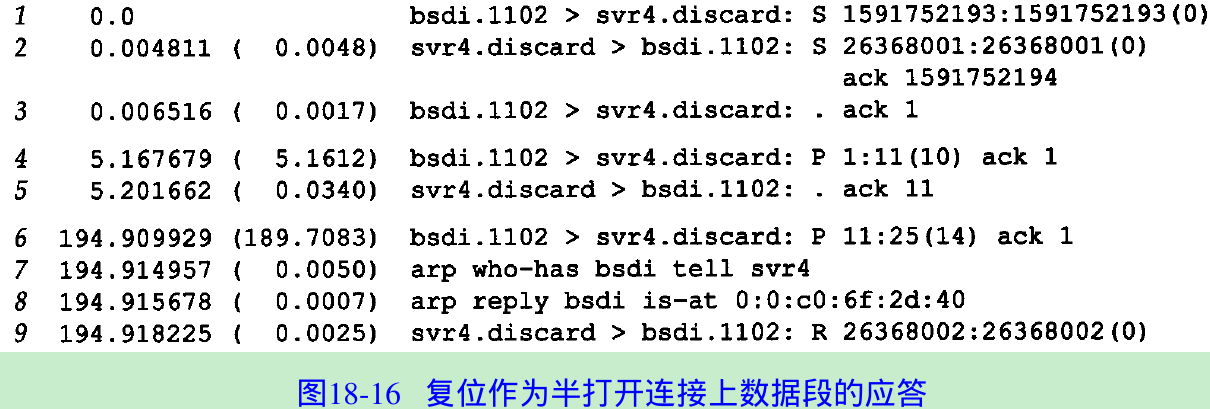 1 0.0 bsdi.1102 > svr4.discard: S 1591752193:1591752193(0)
2 0.004811 ( 0.0048) svr4.discard > bsdi.1102: S 26368001:26368001(0)
ack 1591752194
3 0.006516 ( 0.0017) bsdi.1102 > svr4.discard: . ack 1
4 5.167679 ( 5.1612) bsdi.1102 > svr4.discard: P 1:11(10) ack 1
5 5.201662 ( 0.0340) svr4.discard > bsdi.1102: . ack 11
6 194.909929 (189.7083) bsdi.1102 > svr4.discard: P 11:25(14) ack 1
7 194.914957 ( 0.0050) arp who-has bsdi tell svr4
8 194.915678 ( 0.0007) arp reply bsdi is-at 0:0:c0:6f:2d:40
9 194.918225 ( 0.0025) svr4.discard > bsdi.1102: R 26368002:26368002(0)
图18-16 复位作为半打开连接上数据段的应答